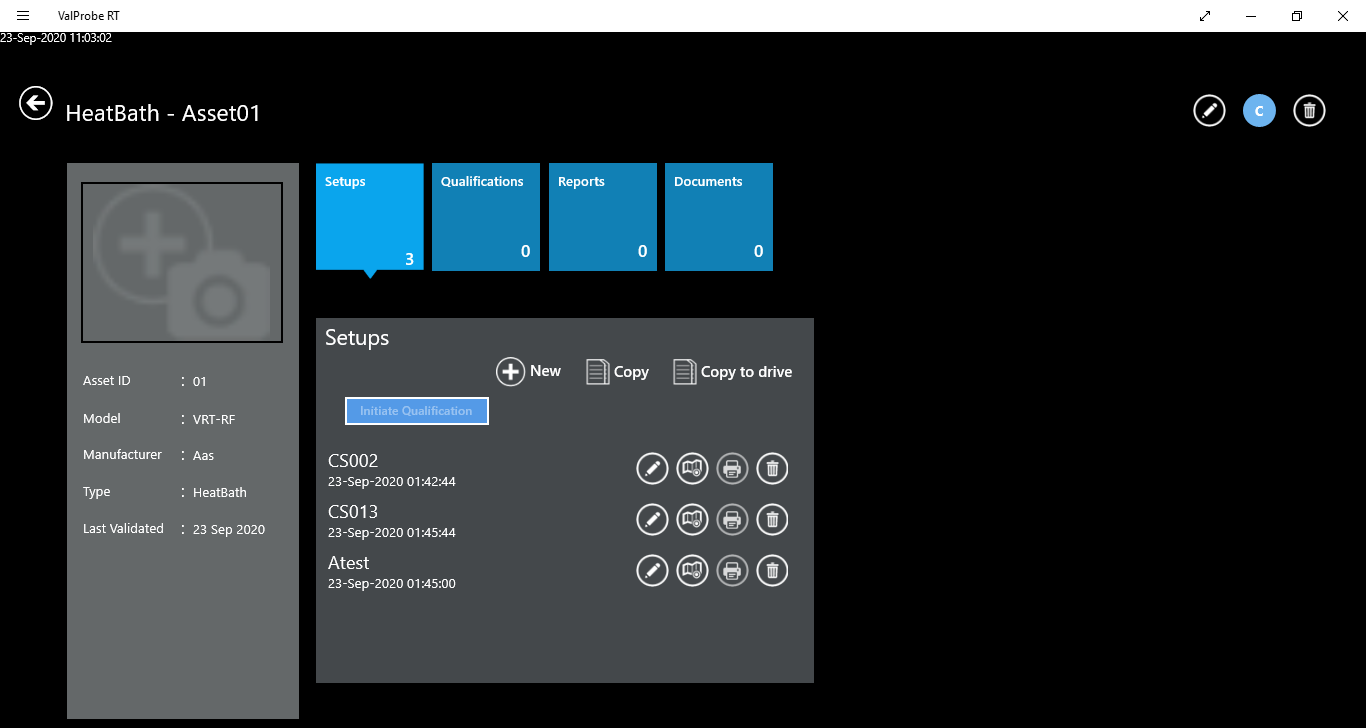 ValProbe RT
23-Sep-2020 11:03:02
HeatBath - Asset01
C
Setups
3
Qualifications
0
Reports
0
Documents
0
Asset ID : 01
Model : VRT-RF
Manufacturer : Aas
Type : HeatBath
Last Validated : 23 Sep 2020
Setups
New Copy Copy to drive
Initiate Qualification
CS002
23-Sep-2020 01:42:44
CS013
23-Sep-2020 01:45:44
Atest
23-Sep-2020 01:45:00